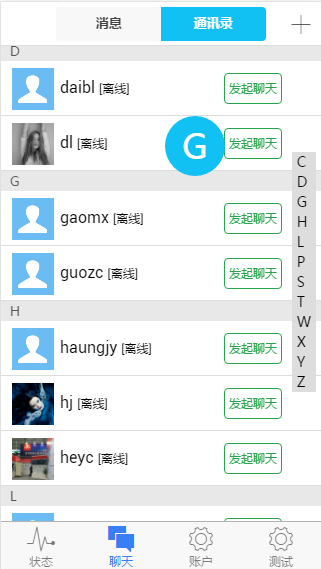 消息 通讯录
D
daibl [离线] 发起聊天
dl [离线] 发起聊天
G
G
gaomx [离线] 发起聊天
guozc [离线] 发起聊天
H
haungjy [离线] 发起聊天
hj [离线] 发起聊天
heyc [离线] 发起聊天
L
C
D
G
H
L
P
S
T
W
X
Y
Z
状态 聊天 账户 测试